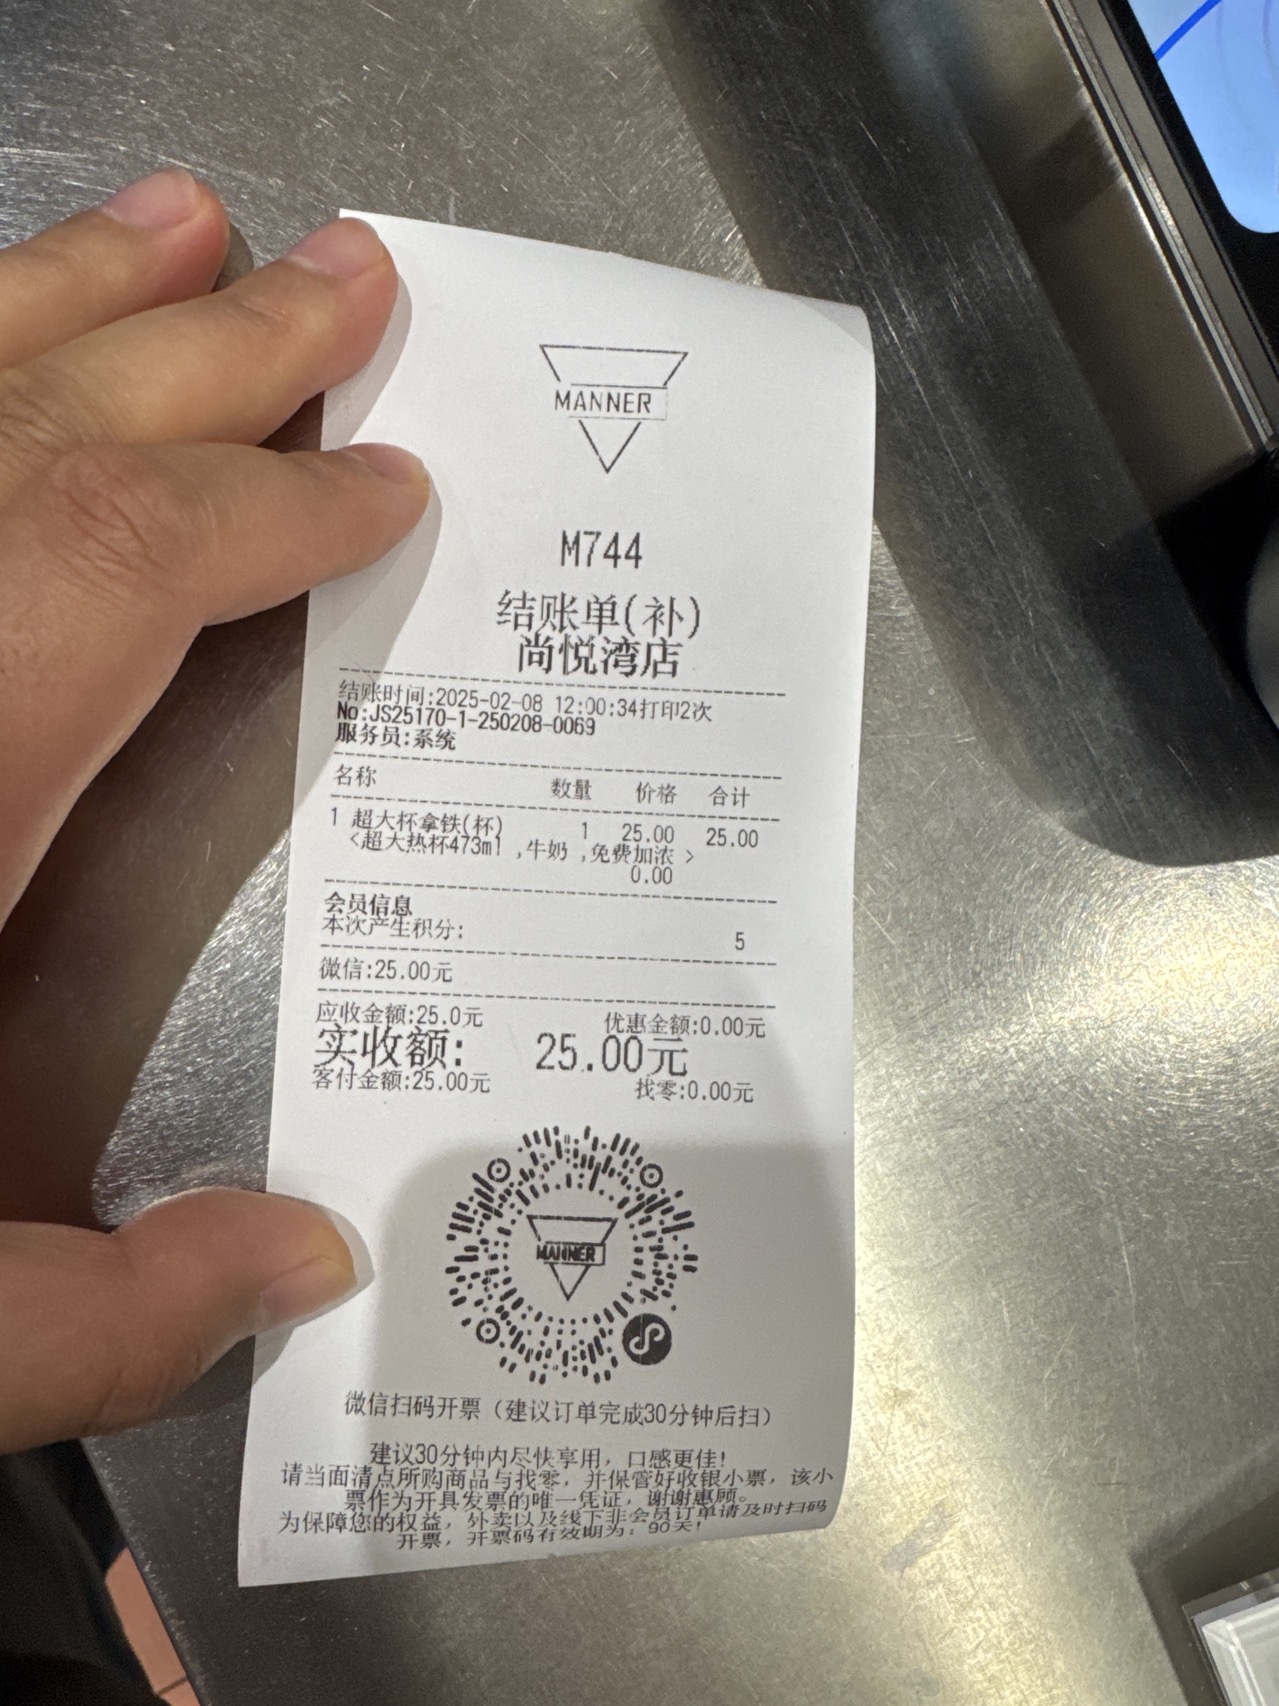 MANNER
M744
结账单(补)
尚悦湾店
结账时间:2025-02-08 12:00:34打印2次
No:JS25170-1-250208-0069
服务员:系统
名称 数量 价格 合计
1 超大杯拿铁(杯) 1 25.00 25.00
<超大热杯473ml ,牛奶 ,免费加浓 >
0.00
会员信息
本次产生积分: 5
微信:25.00元
应收金额:25.0元 优惠金额:0.00元
实收额: 25.00元
客付金额:25.00元 找零:0.00元
MANNER
微信扫码开票（建议订单完成30分钟后扫）
建议30分钟内尽快享用，口感更佳！
请当面清点所购商品与找零，并保管好收银小票，该小
票作为开具发票的唯一凭证，谢谢惠顾。
为保障您的权益，外卖以及线下非会员订单请及时扫码
开票，开票码有效期为：90天！